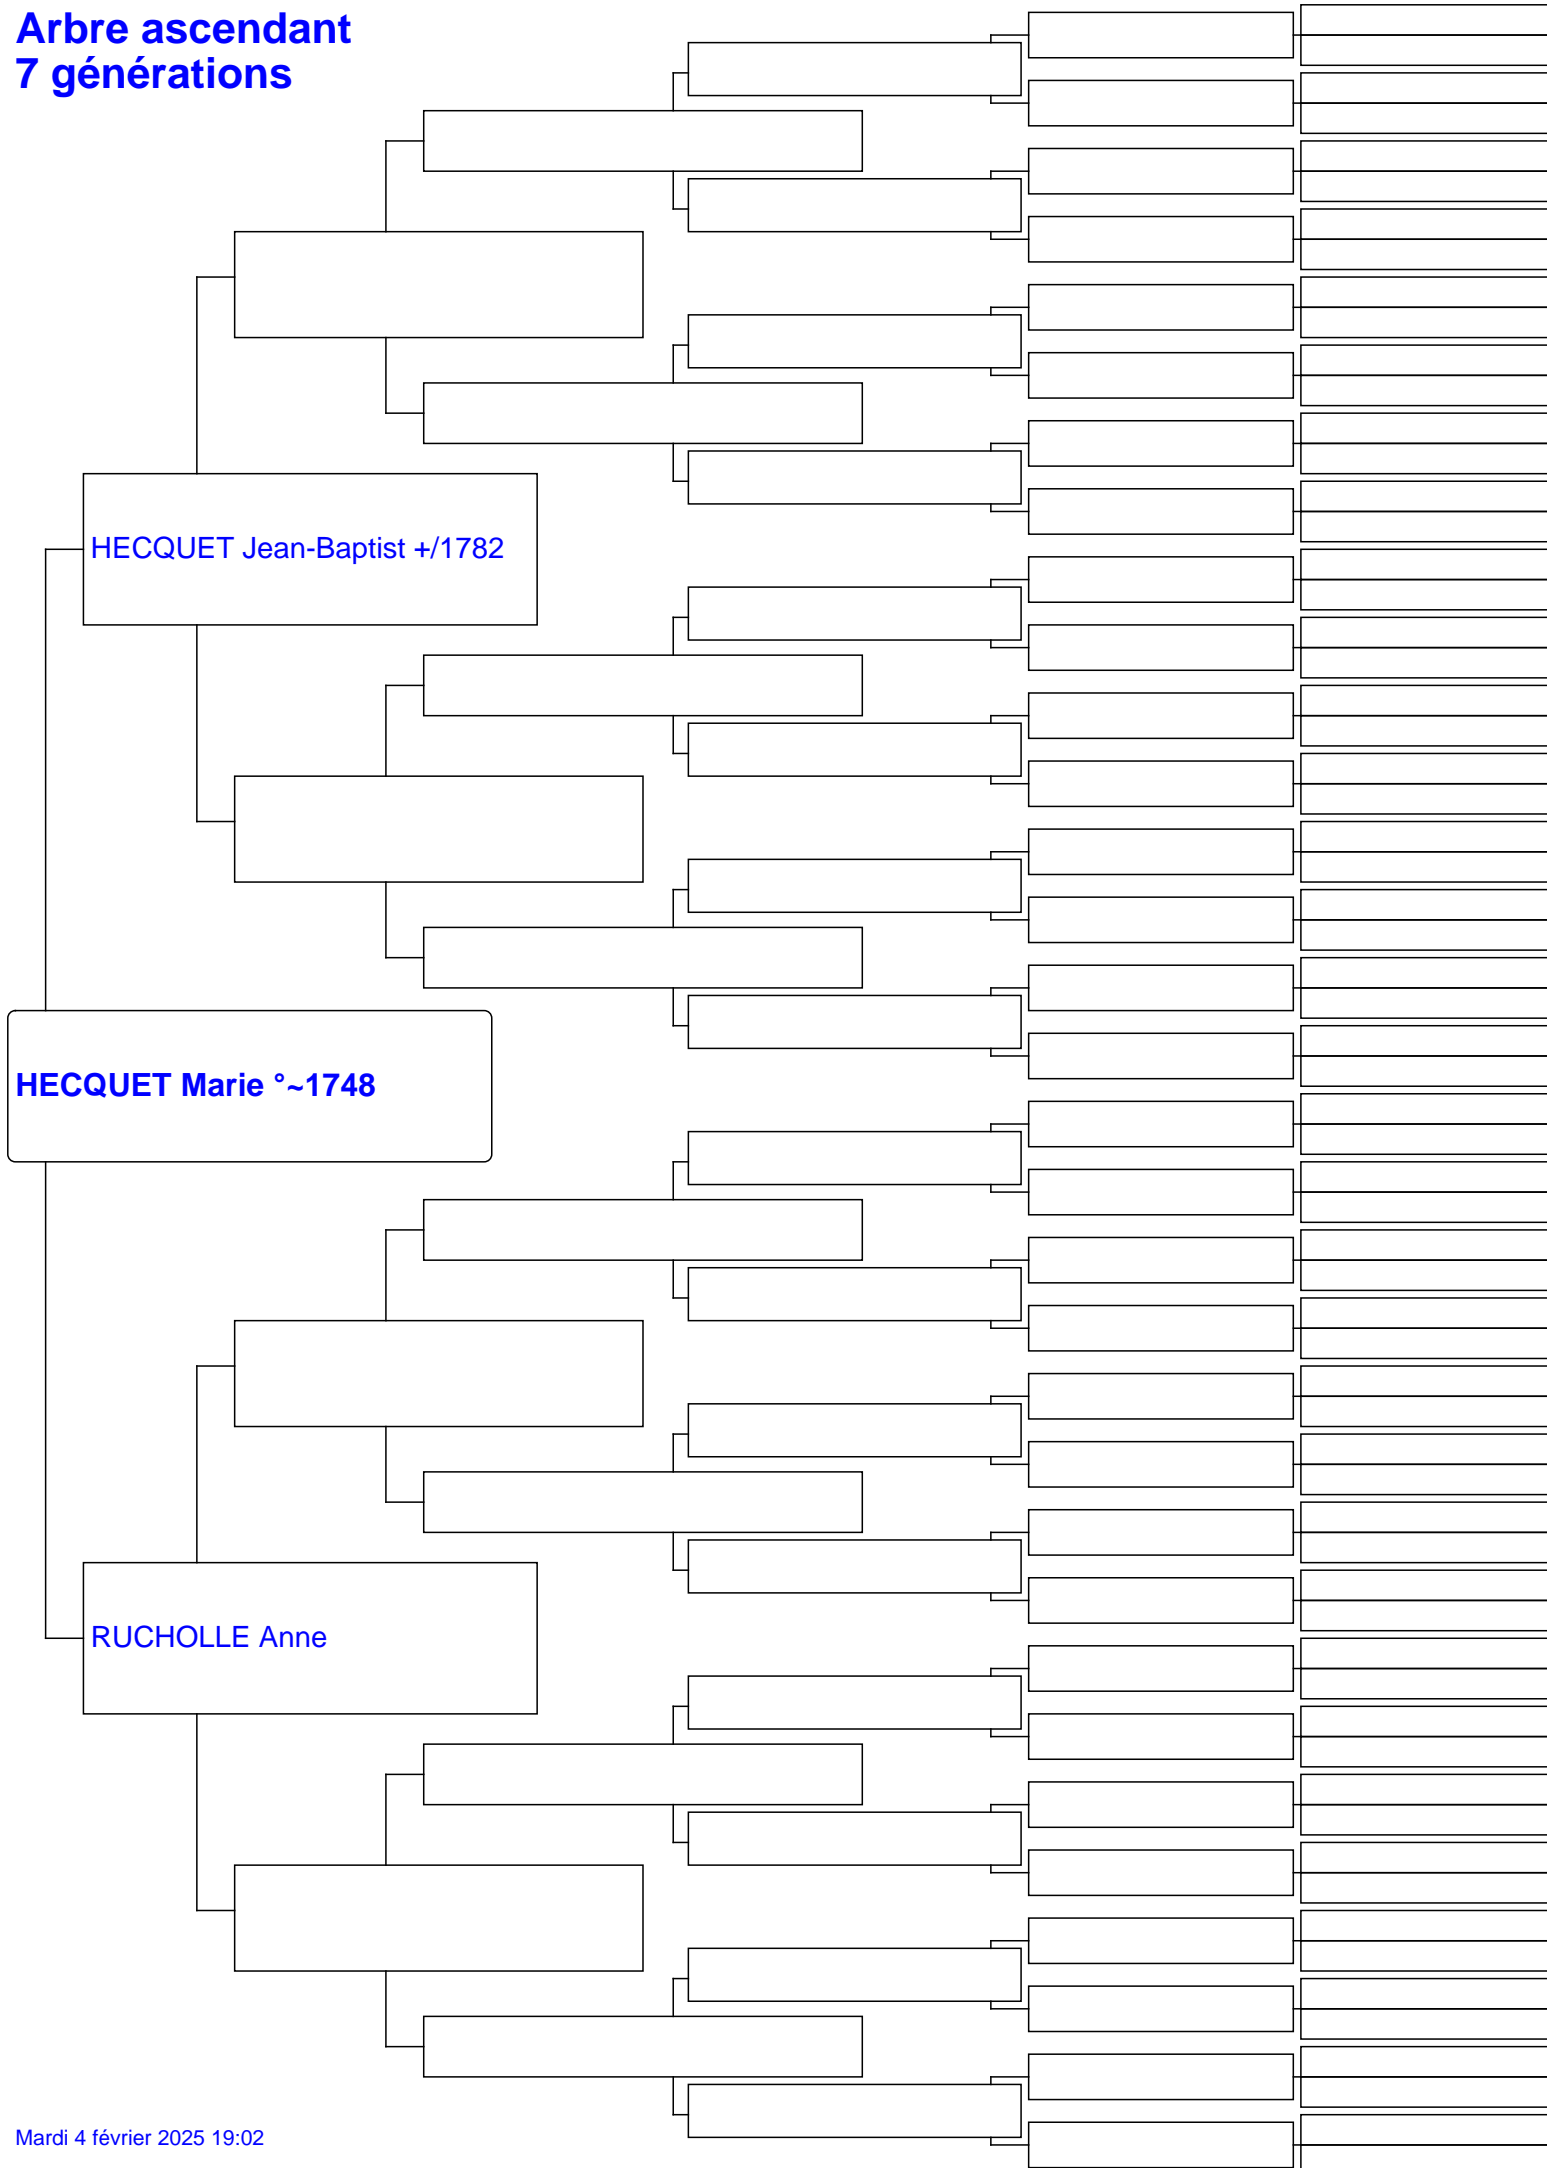 Arbre ascendant
7 générations
HECQUET Jean-Baptist +/1782
HECQUET Marie °~1748
RUCHOLLE Anne
Mardi 4 février 2025 19:02